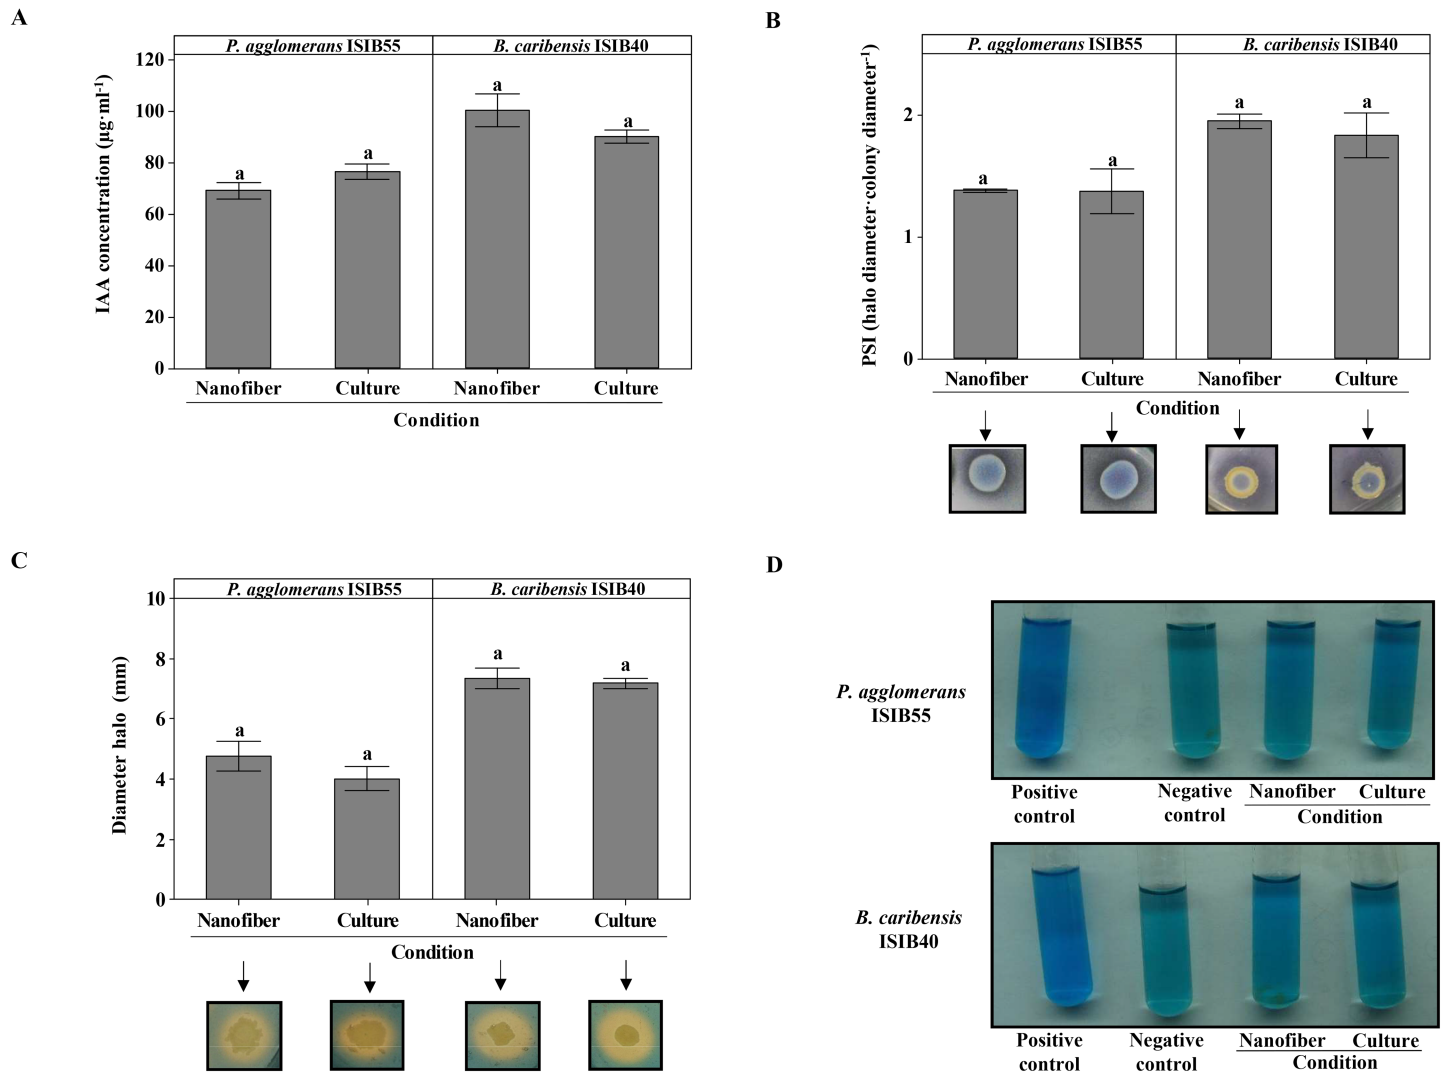 A
P. agglomerans ISIB55
B. caribensis ISIB40
IAA concentration (µg·ml-1)
120
100
80
60
40
20
0
a
a
a
a
Nanofiber
Culture
Nanofiber
Culture
Condition
B
P. agglomerans ISIB55
B. caribensis ISIB40
PSI (halo diameter·colony diameter-1)
2
1
0
a
a
a
a
Nanofiber
Culture
Nanofiber
Culture
Condition
C
P. agglomerans ISIB55
B. caribensis ISIB40
Diameter halo (mm)
10
8
6
4
2
0
a
a
a
a
Nanofiber
Culture
Nanofiber
Culture
Condition
D
P. agglomerans
ISIB55
Positive
control
Negative
control
Nanofiber
Culture
Condition
B. caribensis
ISIB40
Positive
control
Negative
control
Nanofiber
Culture
Condition